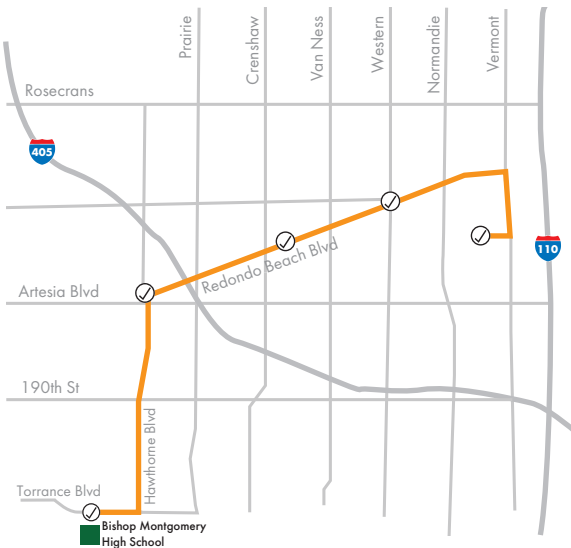 Prairie
Crenshaw
Van Ness
Western
Normandie
Vermont
Rosecrans
405
110
Redondo Beach Blvd
Artesia Blvd
190th St
Hawthorne Blvd
Torrance Blvd
Bishop Montgomery
High School